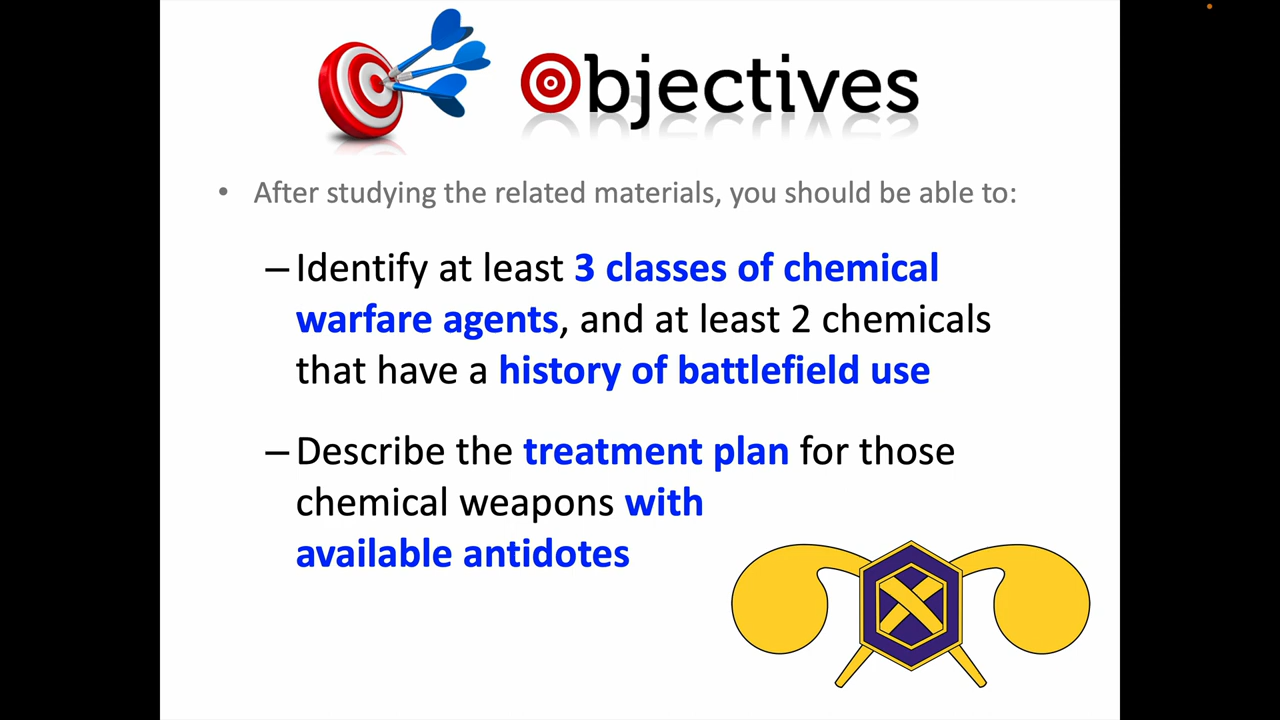 Objectives
• After studying the related materials, you should be able to:
– Identify at least 3 classes of chemical
warfare agents, and at least 2 chemicals
that have a history of battlefield use
– Describe the treatment plan for those
chemical weapons with
available antidotes